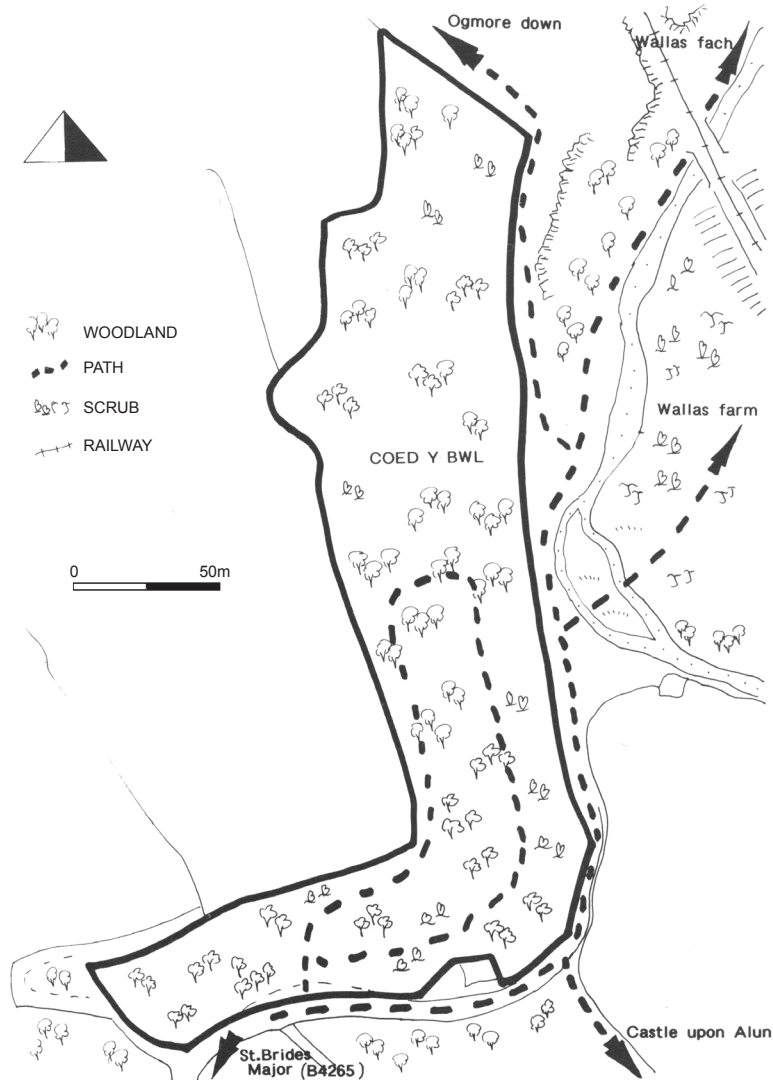 Ogmore down
Wallas fach
WOODLAND
PATH
SCRUB
RAILWAY
Wallas farm
COED Y BWL
0 50m
Castle upon Alun
St.Brides
Major (B4265)